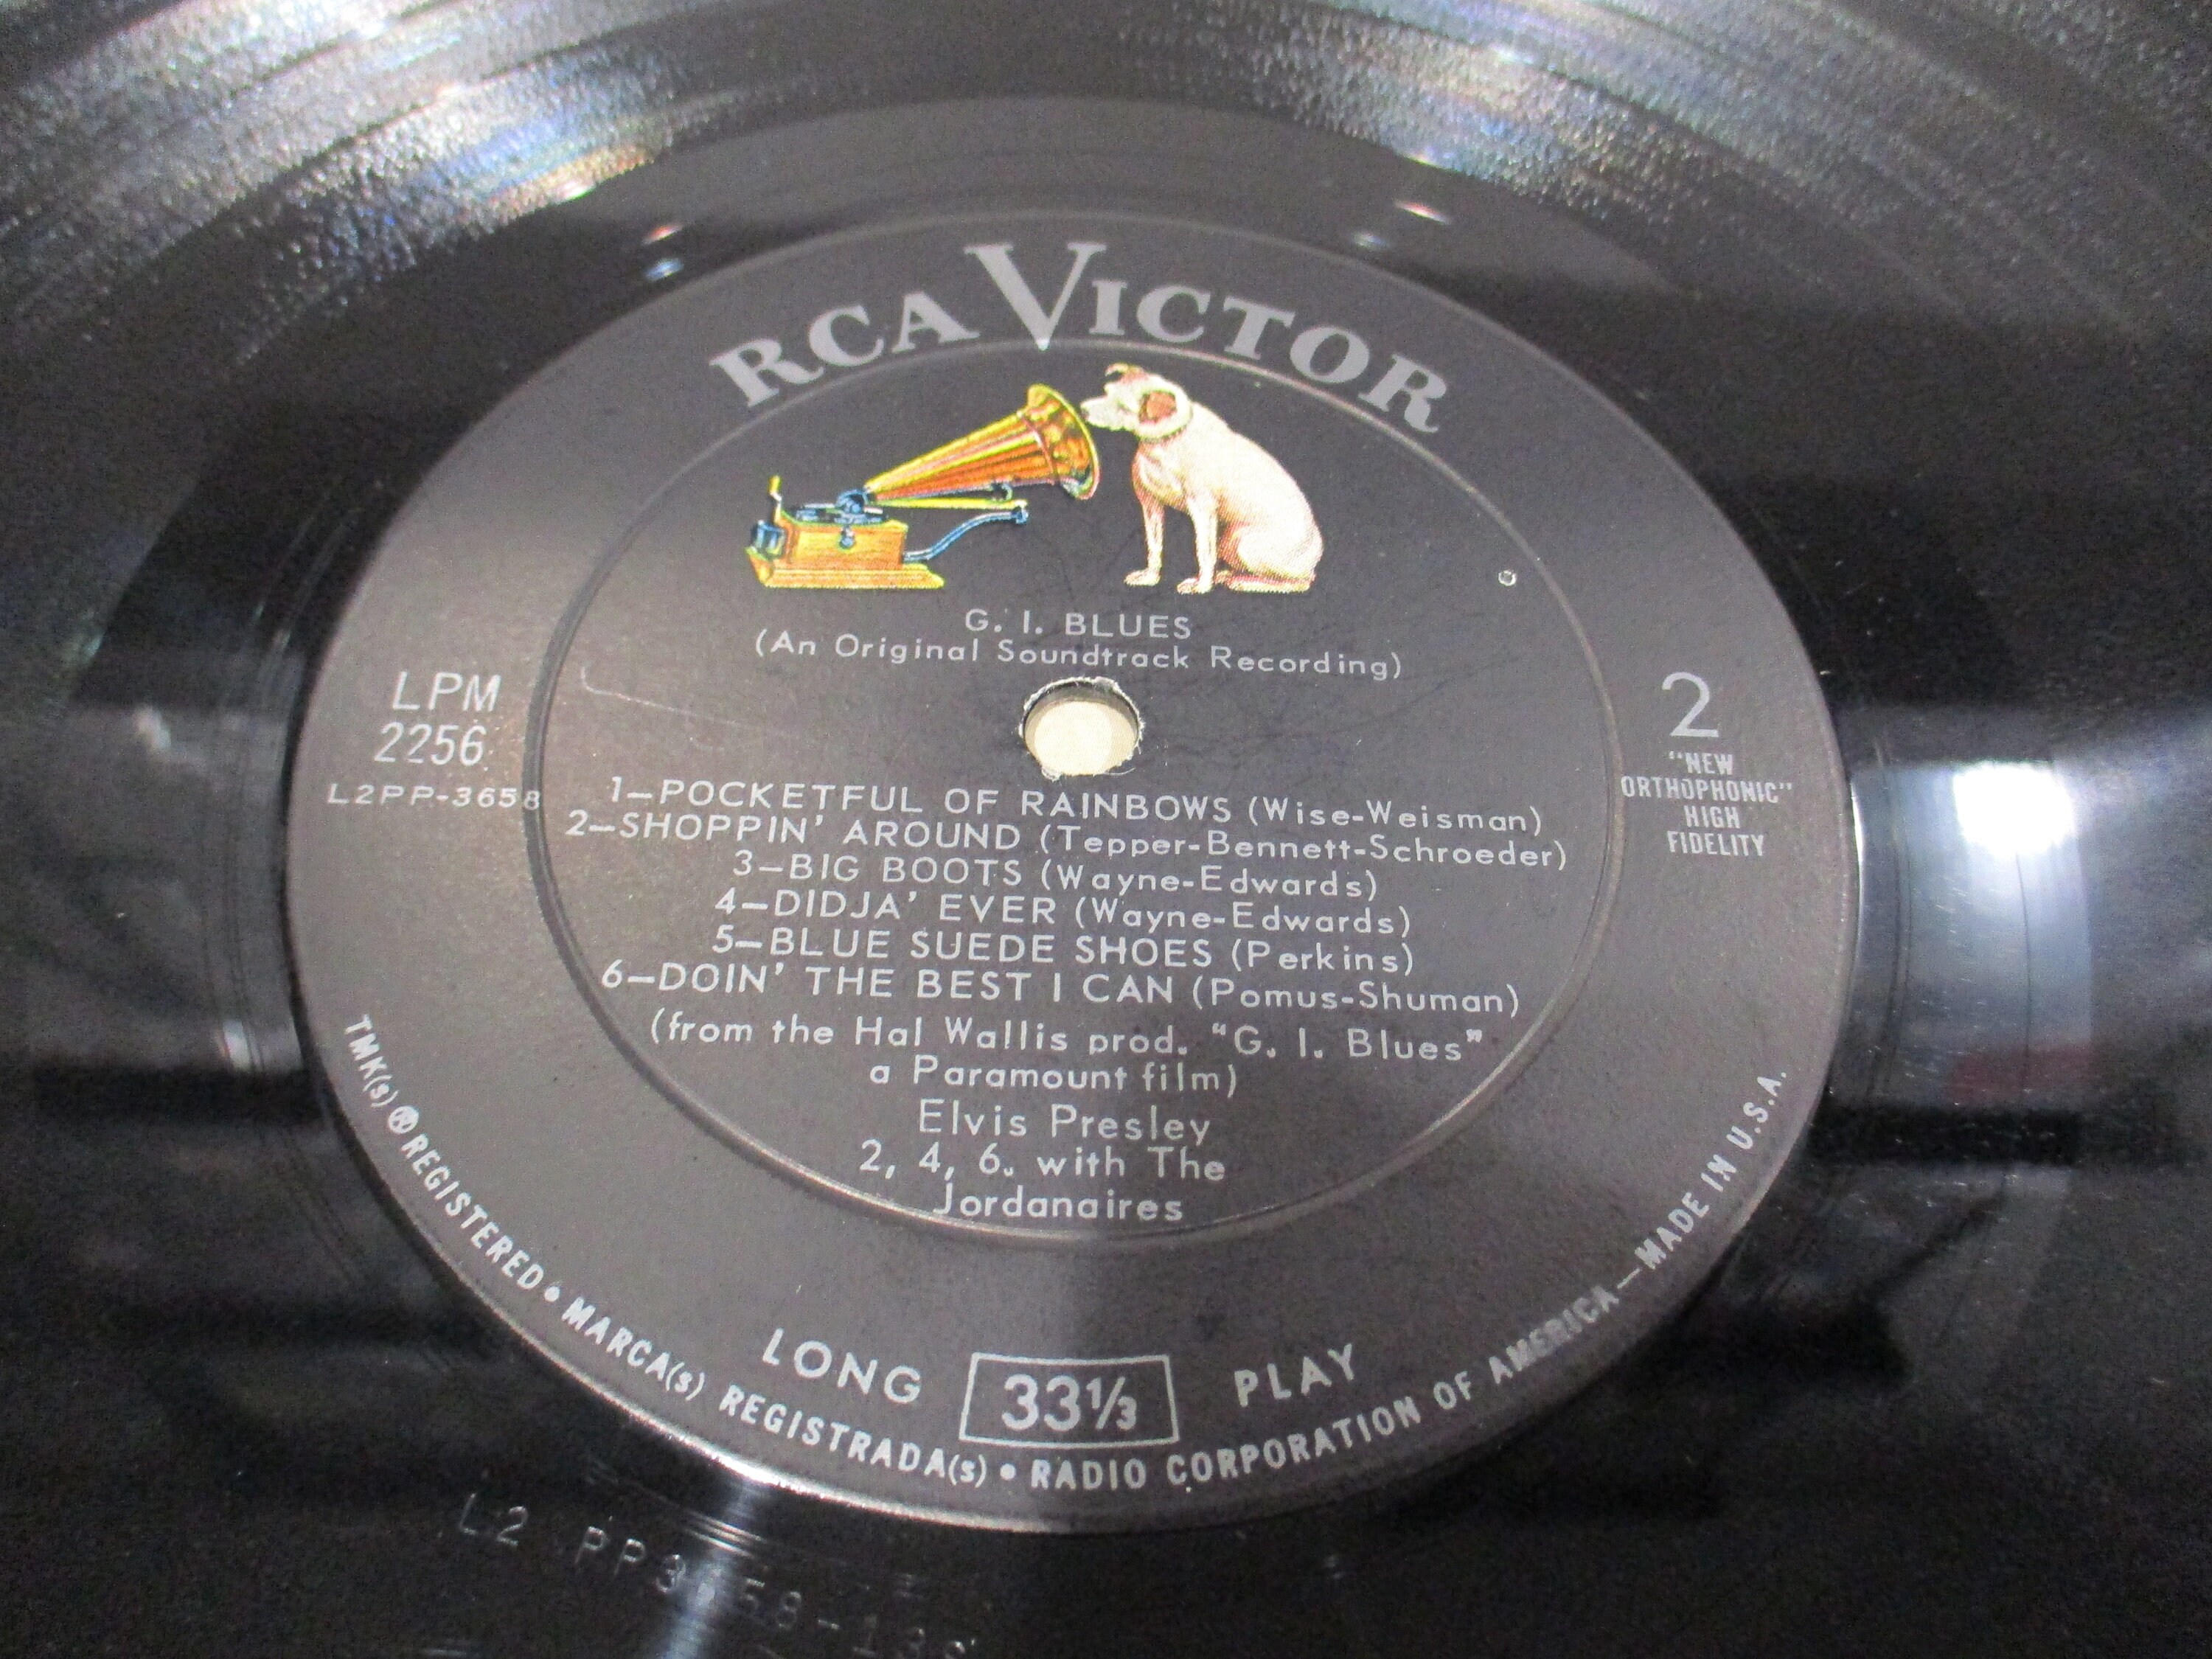 RCA VICTOR
G. I. BLUES
(An Original Soundtrack Recording)
LPM
2256
L2PP-3658
2
"NEW
ORTHOPHONIC"
HIGH
FIDELITY
1—POCKETFUL OF RAINBOWS (Wise-Weisman)
2—SHOPPIN' AROUND (Tepper-Bennett-Schroeder)
3—BIG BOOTS (Wayne-Edwards)
4—DIDJA' EVER (Wayne-Edwards)
5—BLUE SUEDE SHOES (Perkins)
6—DOIN' THE BEST I CAN (Pomus-Shuman)
(from the Hal Wallis prod. "G. I. Blues"
a Paramount film)
Elvis Presley
2, 4, 6. with The
Jordanaires
LONG 33⅓ PLAY
TMK(s) ® REGISTERED • MARCA(s) REGISTRADA(s) • RADIO CORPORATION OF AMERICA—MADE IN U.S.A.
L2